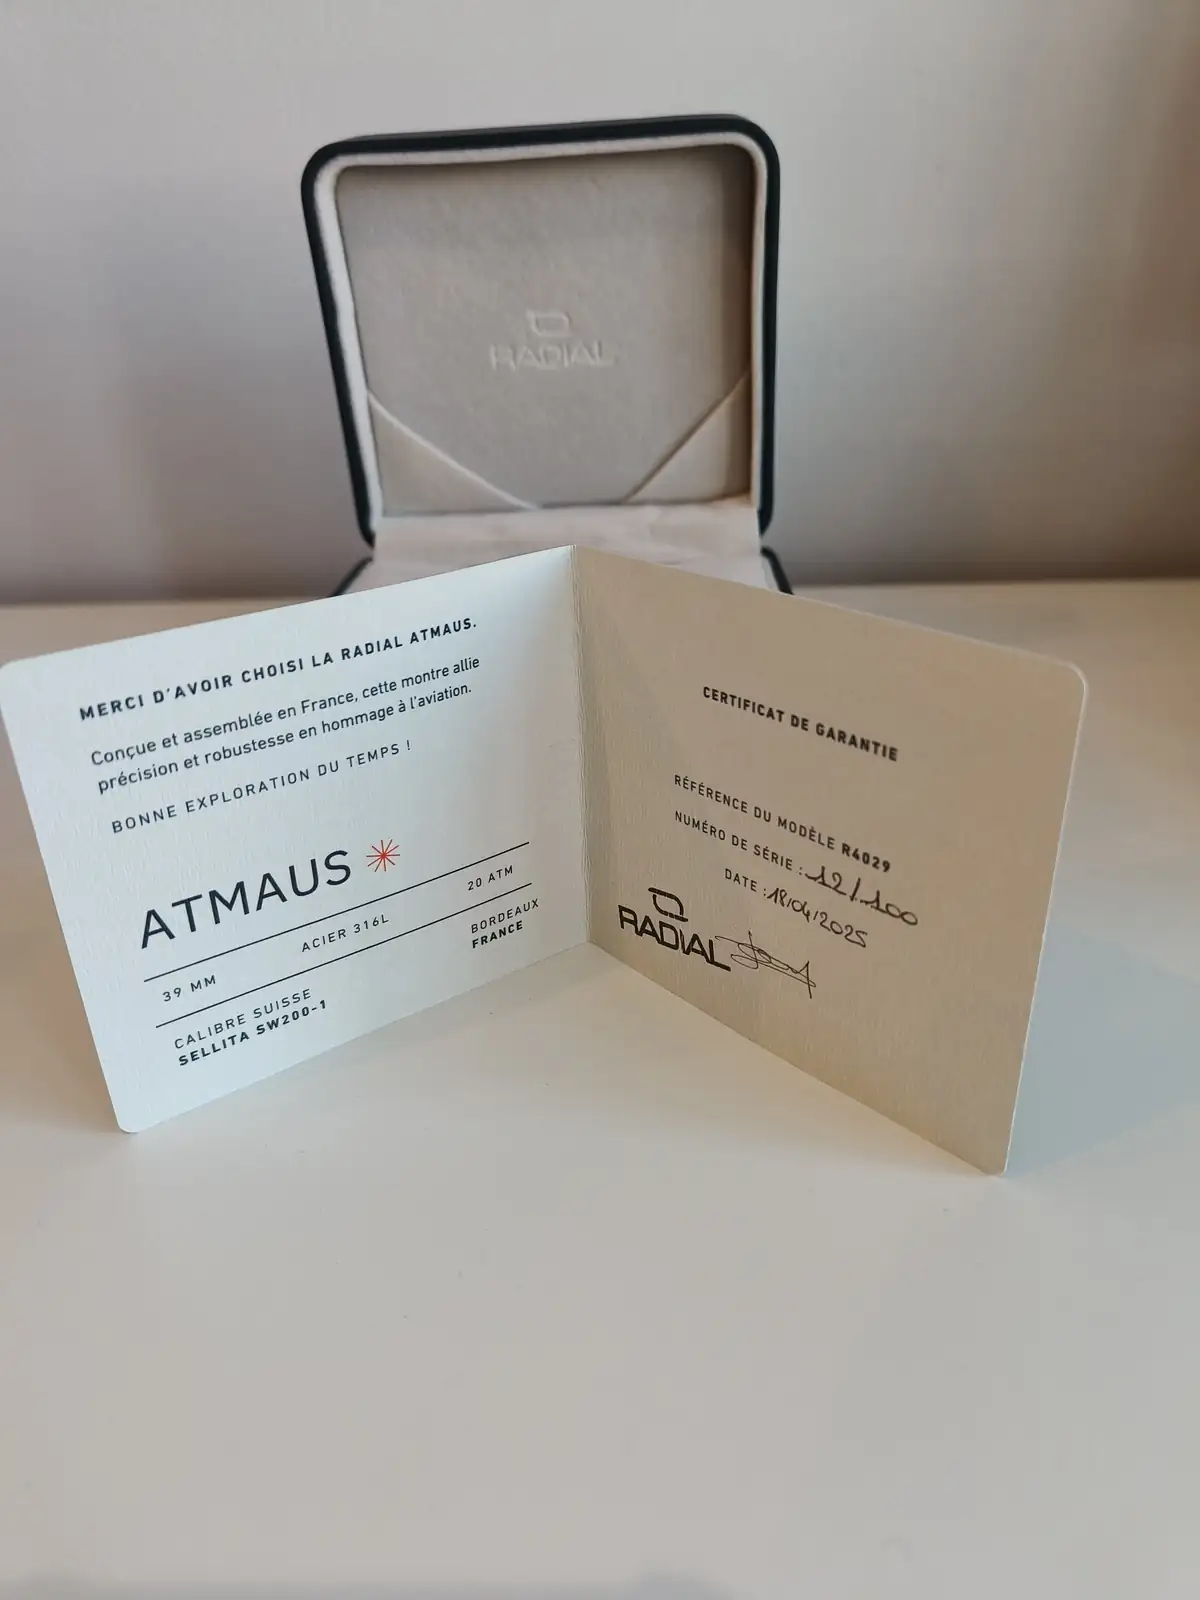 RADIAL
MERCI D'AVOIR CHOISI LA RADIAL ATMAUS.
Conçue et assemblée en France, cette montre allie
précision et robustesse en hommage à l'aviation.
BONNE EXPLORATION DU TEMPS !
ATMAUS
39 MM
ACIER 316L
20 ATM
CALIBRE SUISSE
SELLITA SW200-1
BORDEAUX
FRANCE
CERTIFICAT DE GARANTIE
RÉFÉRENCE DU MODÈLE R4029
NUMÉRO DE SÉRIE : 12/100
DATE : 18/04/2025
RADIAL